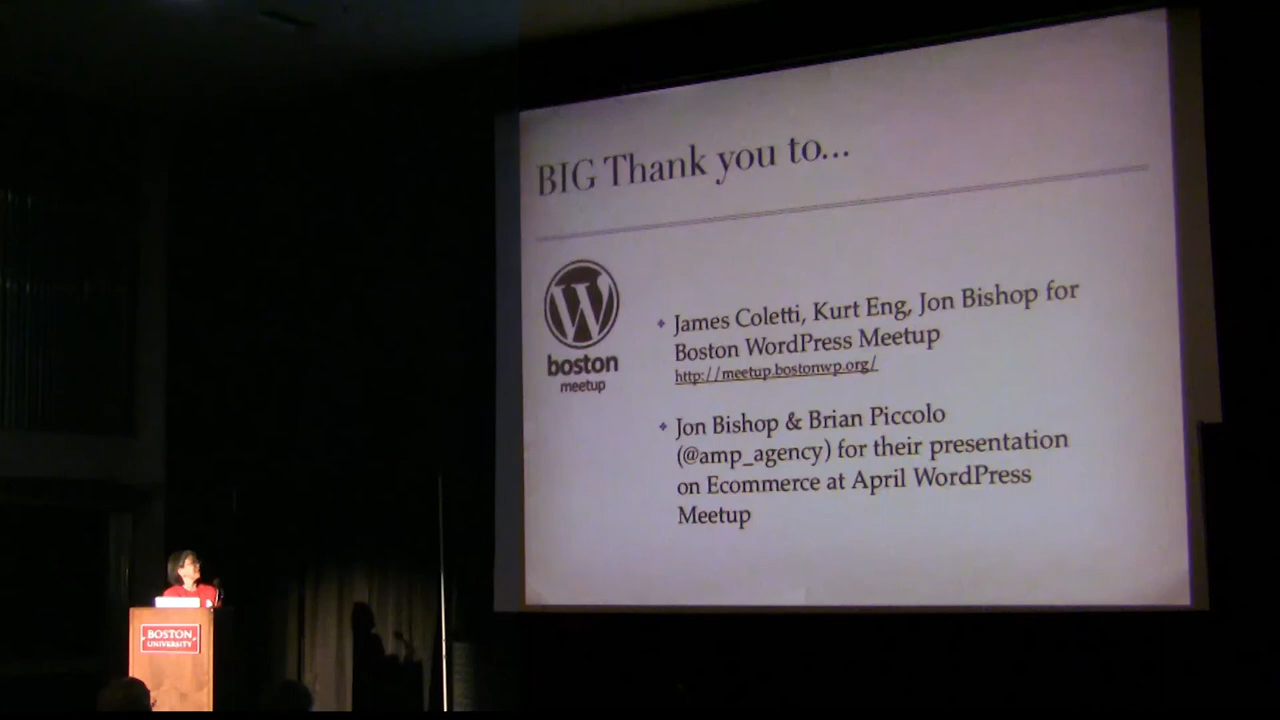 BIG Thank you to...
boston
meetup
James Coletti, Kurt Eng, Jon Bishop for
Boston WordPress Meetup
http://meetup.bostonwp.org/
Jon Bishop & Brian Piccolo
(@amp_agency) for their presentation
on Ecommerce at April WordPress
Meetup
BOSTON
UNIVERSITY